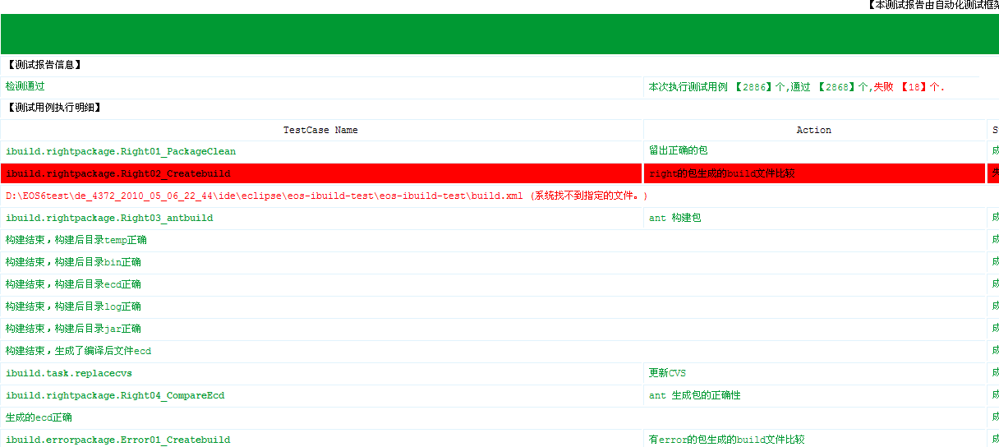 【本测试报告由自动化测试框架
【测试报告信息】
检测通过 本次执行测试用例 【2886】个,通过 【2868】个,失败 【18】个.
【测试用例执行明细】
TestCase Name Action S
ibuild.rightpackage.Right01_PackageClean 留出正确的包 成
ibuild.rightpackage.Right02_Createbuild right的包生成的build文件比较 失
D:\EOS6test\de_4372_2010_05_06_22_44\ide\eclipse\eos-ibuild-test\eos-ibuild-test\build.xml (系统找不到指定的文件。)
ibuild.rightpackage.Right03_antbuild ant 构建包 成
构建结束，构建后目录temp正确 成
构建结束，构建后目录bin正确 成
构建结束，构建后目录ecd正确 成
构建结束，构建后目录log正确 成
构建结束，构建后目录jar正确 成
构建结束，生成了编译后文件ecd 成
ibuild.task.replacecvs 更新CVS 成
ibuild.rightpackage.Right04_CompareEcd ant 生成包的正确性 成
生成的ecd正确 成
ibuild.errorpackage.Error01_Createbuild 有error的包生成的build文件比较 成